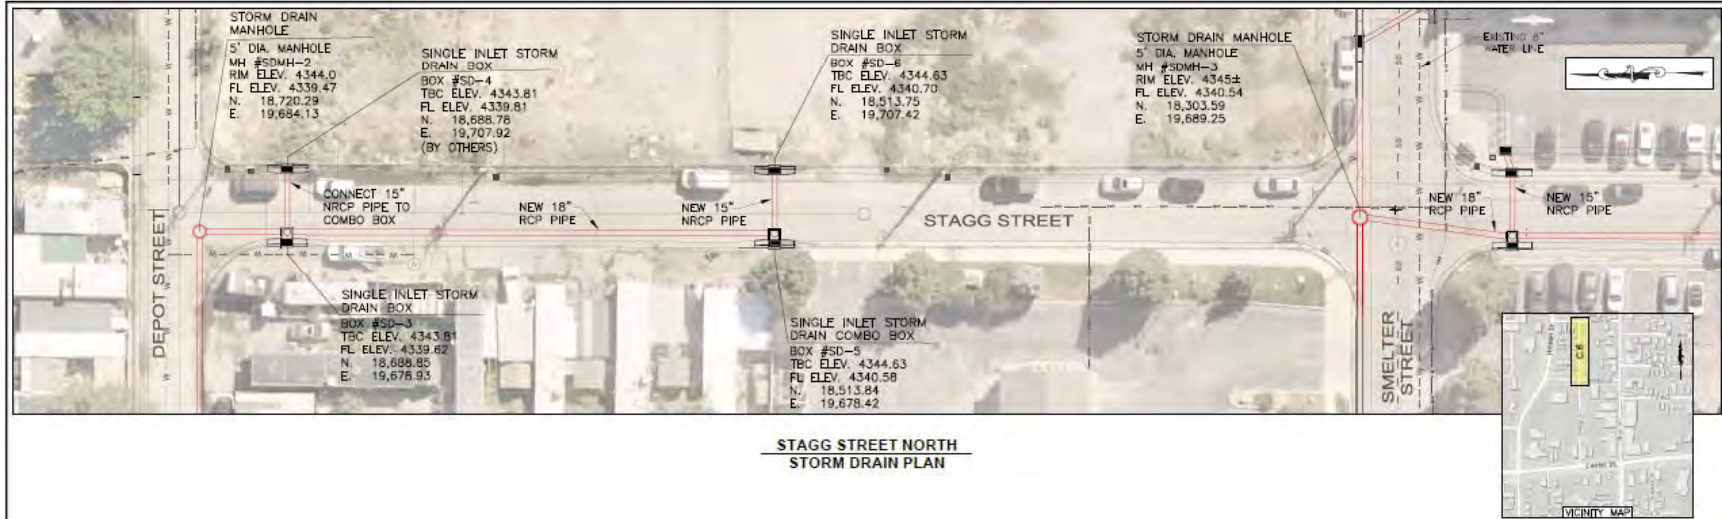 STORM DRAIN
MANHOLE
5' DIA. MANHOLE
MH #SDMH-2
RIM ELEV. 4344.0
FL ELEV. 4339.47
N. 18,720.29
E. 19,684.13
SINGLE INLET STORM
DRAIN BOX
BOX #SD-4
TBC ELEV. 4343.81
FL ELEV. 4339.81
N. 18,688.78
E. 19,707.92
(BY OTHERS)
SINGLE INLET STORM
DRAIN BOX
BOX #SD-6
TBC ELEV. 4344.63
FL ELEV. 4340.70
N. 18,513.75
E. 19,707.42
STORM DRAIN MANHOLE
5' DIA. MANHOLE
MH #SDMH-3
RIM ELEV. 4345±
FL ELEV. 4340.54
N. 18,303.59
E. 19,689.25
EXISTING 8"
WATER LINE
CONNECT 15"
NRCP PIPE TO
COMBO BOX
NEW 18"
RCP PIPE
NEW 15"
NRCP PIPE
STAGG STREET
NEW 18"
RCP PIPE
NEW 15"
NRCP PIPE
DEPOT STREET
SMELTER
STREET
SINGLE INLET STORM
DRAIN BOX
BOX #SD-3
TBC ELEV. 4343.81
FL ELEV. 4339.62
N. 18,688.85
E. 19,678.93
SINGLE INLET STORM
DRAIN COMBO BOX
BOX #SD-5
TBC ELEV. 4344.63
FL ELEV. 4340.58
N. 18,513.84
E. 19,678.42
C6
VICINITY MAP
STAGG STREET NORTH
STORM DRAIN PLAN